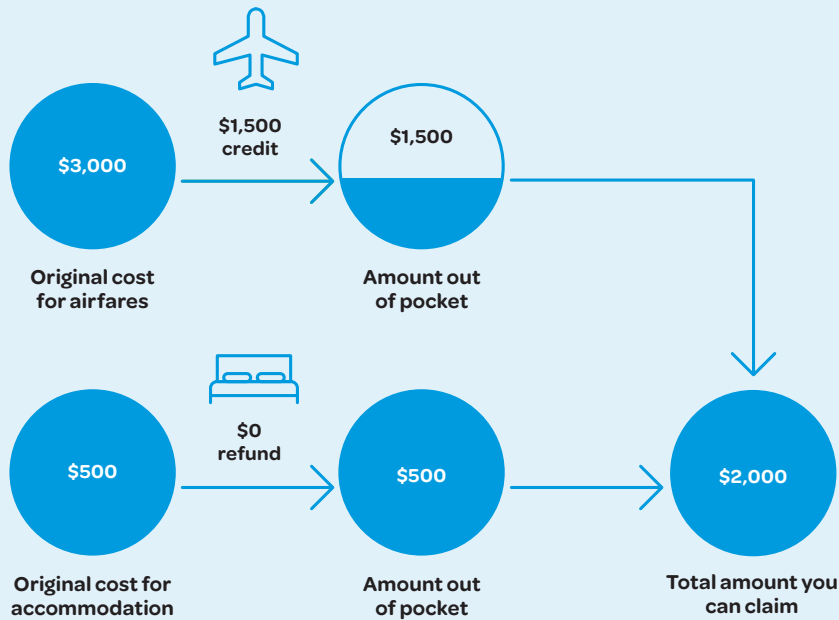 $1,500
credit
$3,000
$1,500
Original cost
for airfares
Amount out
of pocket
$0
refund
$500
$500
$2,000
Original cost for
accommodation
Amount out
of pocket
Total amount you
can claim